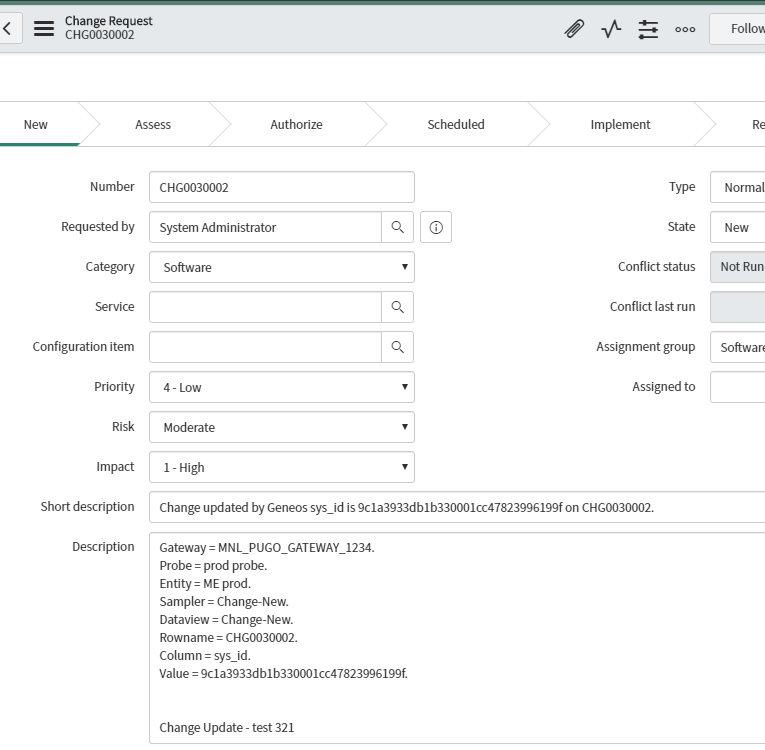 Change Request
CHG0030002
Follow
New
Assess
Authorize
Scheduled
Implement
Re
Number CHG0030002
Type Normal
Requested by System Administrator
State New
Category Software
Conflict status Not Run
Service
Conflict last run
Configuration item
Assignment group Software
Priority 4 - Low
Assigned to
Risk Moderate
Impact 1 - High
Short description Change updated by Geneos sys_id is 9c1a3933db1b330001cc47823996199f on CHG0030002.
Description Gateway = MNL_PUGO_GATEWAY_1234.
Probe = prod probe.
Entity = ME prod.
Sampler = Change-New.
Dataview = Change-New.
Rowname = CHG0030002.
Column = sys_id.
Value = 9c1a3933db1b330001cc47823996199f.
Change Update - test 321